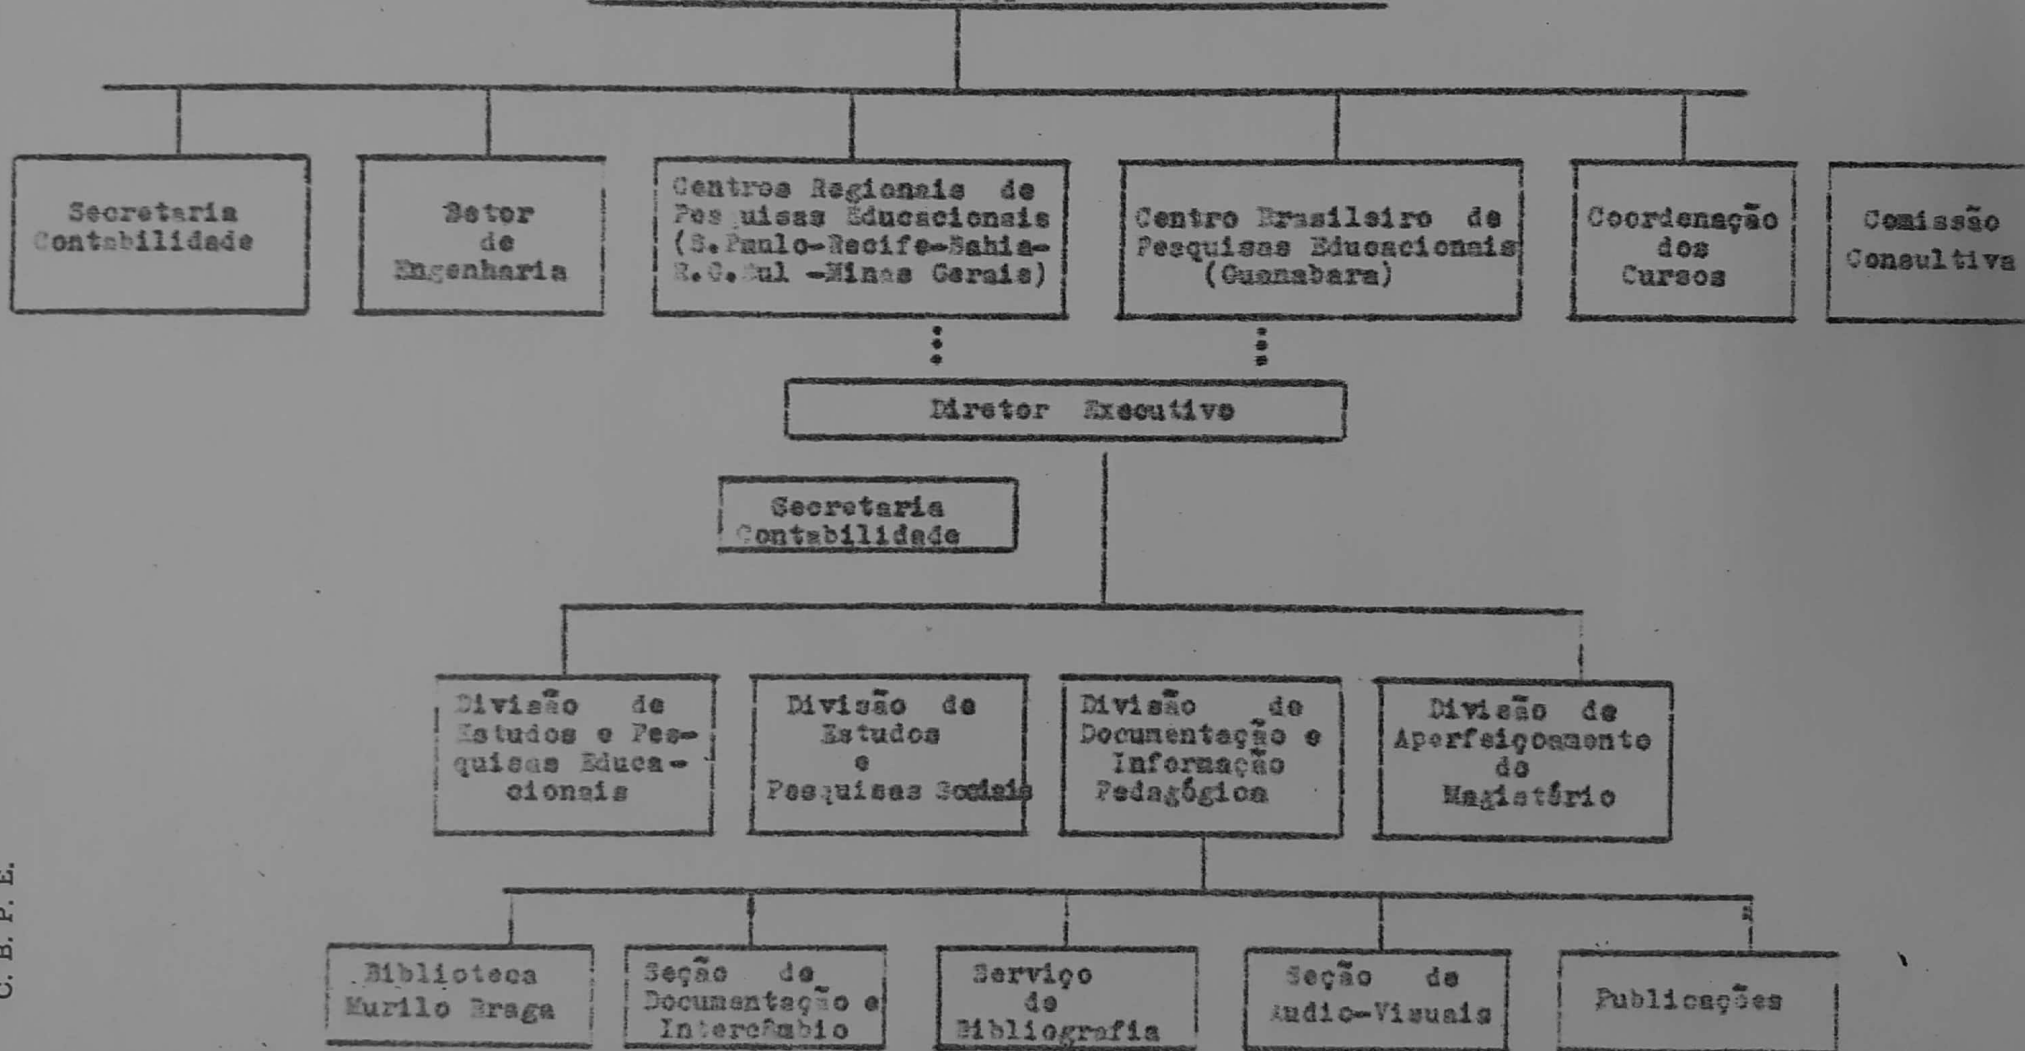 Secretaria
Contabilidade
Setor
de
Engenharia
Centros Regionais de
Pesquisas Educacionais
(S.Paulo-Recife-Bahia-
R.G.Sul -Minas Gerais)
Centro Brasileiro de
Pesquisas Educacionais
(Guanabara)
Coordenação
dos
Cursos
Comissão
Consultiva
Diretor Executivo
Secretaria
Contabilidade
Divisão de
Estudos e Pes-
quisas Educa-
cionais
Divisão de
Estudos
e
Pesquisas Sociais
Divisão de
Documentação e
Informação
Pedagógica
Divisão de
Aperfeiçoamento
do
Magistério
Biblioteca
Murilo Braga
Seção de
Documentação e
Intercâmbio
Serviço
de
Bibliografia
Seção de
Audio-Visuais
Publicações
C. B. P. E.